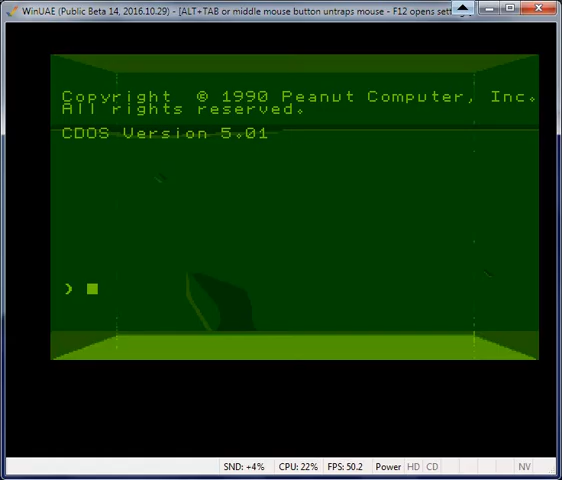 WinUAE (Public Beta 14, 2016.10.29) - [ALT+TAB or middle mouse button untraps mouse - F12 opens
Copyright © 1990 Peanut Computer, Inc.
All rights reserved.
CDOS Version 5.01
>
SND: +4% CPU: 22% FPS: 50.2 Power HD CD NV